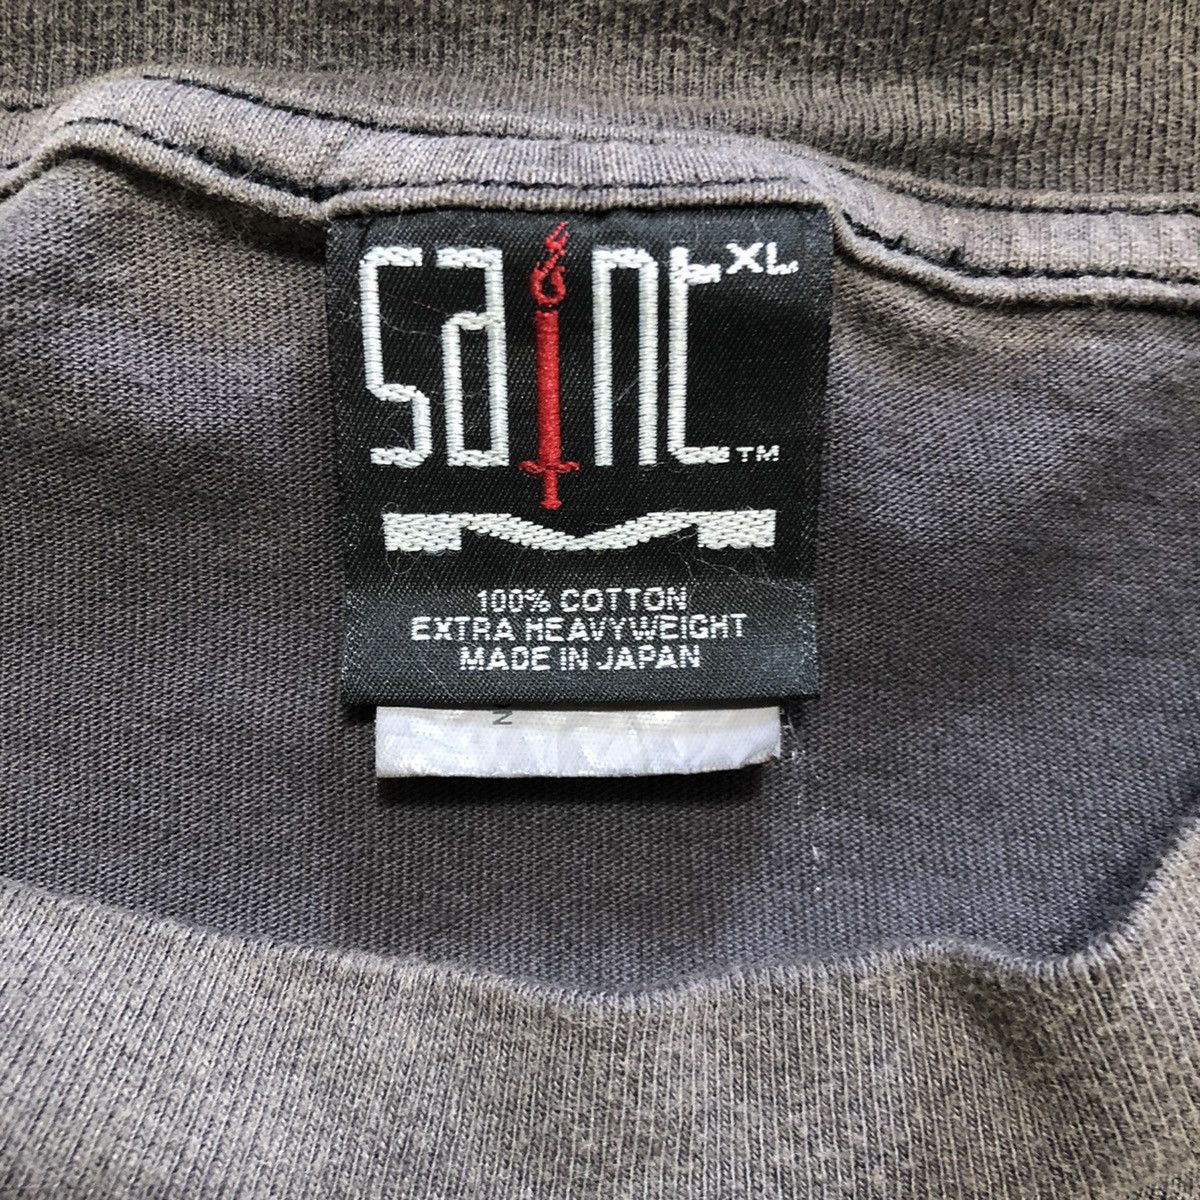 SaInt XL
TM
100% COTTON
EXTRA HEAVYWEIGHT
MADE IN JAPAN